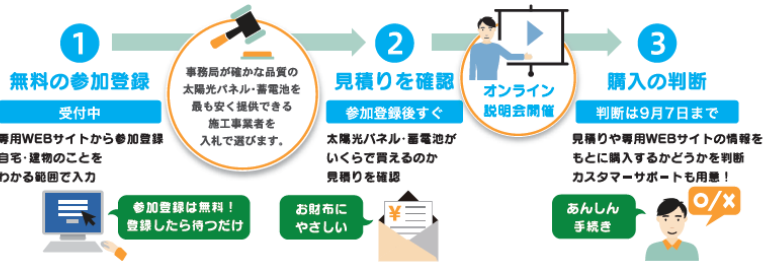 1
無料の参加登録
受付中
専用WEBサイトから参加登録
自宅・建物のことを
わかる範囲で入力
参加登録は無料！
登録したら待つだけ
事務局が確かな品質の
太陽光パネル・蓄電池を
最も安く提供できる
施工事業者を
入札で選びます。
2
見積りを確認
参加登録後すぐ
太陽光パネル・蓄電池が
いくらで買えるのか
見積りを確認
お財布に
やさしい
¥
オンライン
説明会開催
3
購入の判断
判断は9月7日まで
見積りや専用WEBサイトの情報を
もとに購入するかどうかを判断
カスタマーサポートも用意！
あんしん
手続き
O/X